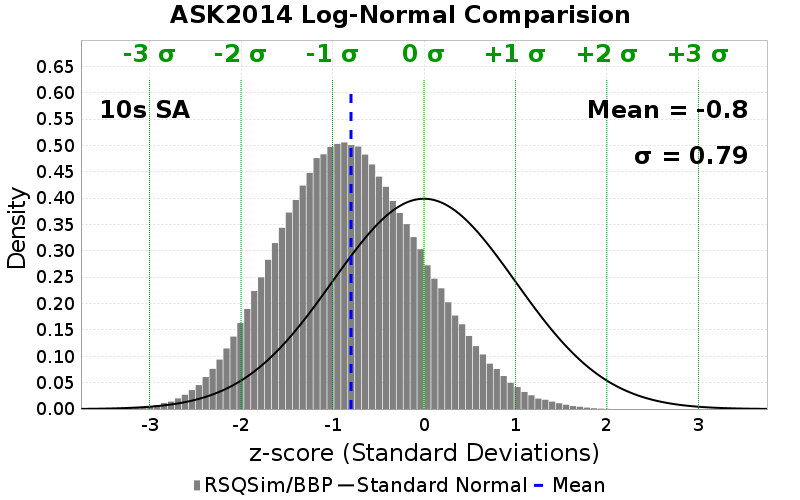 ASK2014 Log-Normal Comparision
-3 σ -2 σ -1 σ 0 σ +1 σ +2 σ +3 σ
10s SA
Mean = -0.8
σ = 0.79
Density
0.65
0.60
0.55
0.50
0.45
0.40
0.35
0.30
0.25
0.20
0.15
0.10
0.05
0.00
-3 -2 -1 0 1 2 3
z-score (Standard Deviations)
RSQSim/BBP Standard Normal Mean